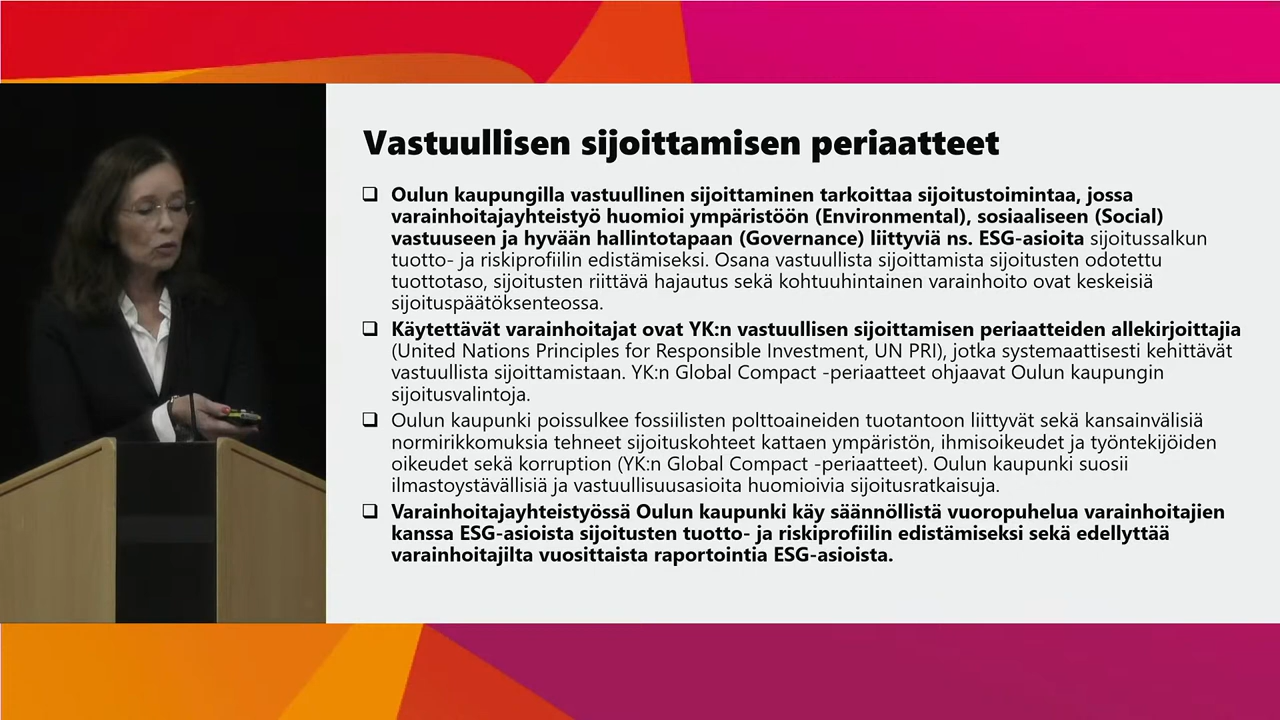 Vastuullisen sijoittamisen periaatteet
Oulun kaupungilla vastuullinen sijoittaminen tarkoittaa sijoitustoimintaa, jossa
varainhoitajayhteistyö huomioi ympäristöön (Environmental), sosiaaliseen (Social)
vastuuseen ja hyvään hallintotapaan (Governance) liittyviä ns. ESG-asioita sijoitussalkun
tuotto- ja riskiprofiilin edistämiseksi. Osana vastuullista sijoittamista sijoitusten odotettu
tuottotaso, sijoitusten riittävä hajautus sekä kohtuuhintainen varainhoito ovat keskeisiä
sijoituspäätöksenteossa.
Käytettävät varainhoitajat ovat YK:n vastuullisen sijoittamisen periaatteiden allekirjoittajia
(United Nations Principles for Responsible Investment, UN PRI), jotka systemaattisesti kehittävät
vastuullista sijoittamistaan. YK:n Global Compact -periaatteet ohjaavat Oulun kaupungin
sijoitusvalintoja.
Oulun kaupunki poissulkee fossiilisten polttoaineiden tuotantoon liittyvät sekä kansainvälisiä
normirikkomuksia tehneet sijoituskohteet kattaen ympäristön, ihmisoikeudet ja työntekijöiden
oikeudet sekä korruption (YK:n Global Compact -periaatteet). Oulun kaupunki suosii
ilmastoystävällisiä ja vastuullisuusasioita huomioivia sijoitusratkaisuja.
Varainhoitajayhteistyössä Oulun kaupunki käy säännöllistä vuoropuhelua varainhoitajien
kanssa ESG-asioista sijoitusten tuotto- ja riskiprofiilin edistämiseksi sekä edellyttää
varainhoitajilta vuosittaista raportointia ESG-asioista.